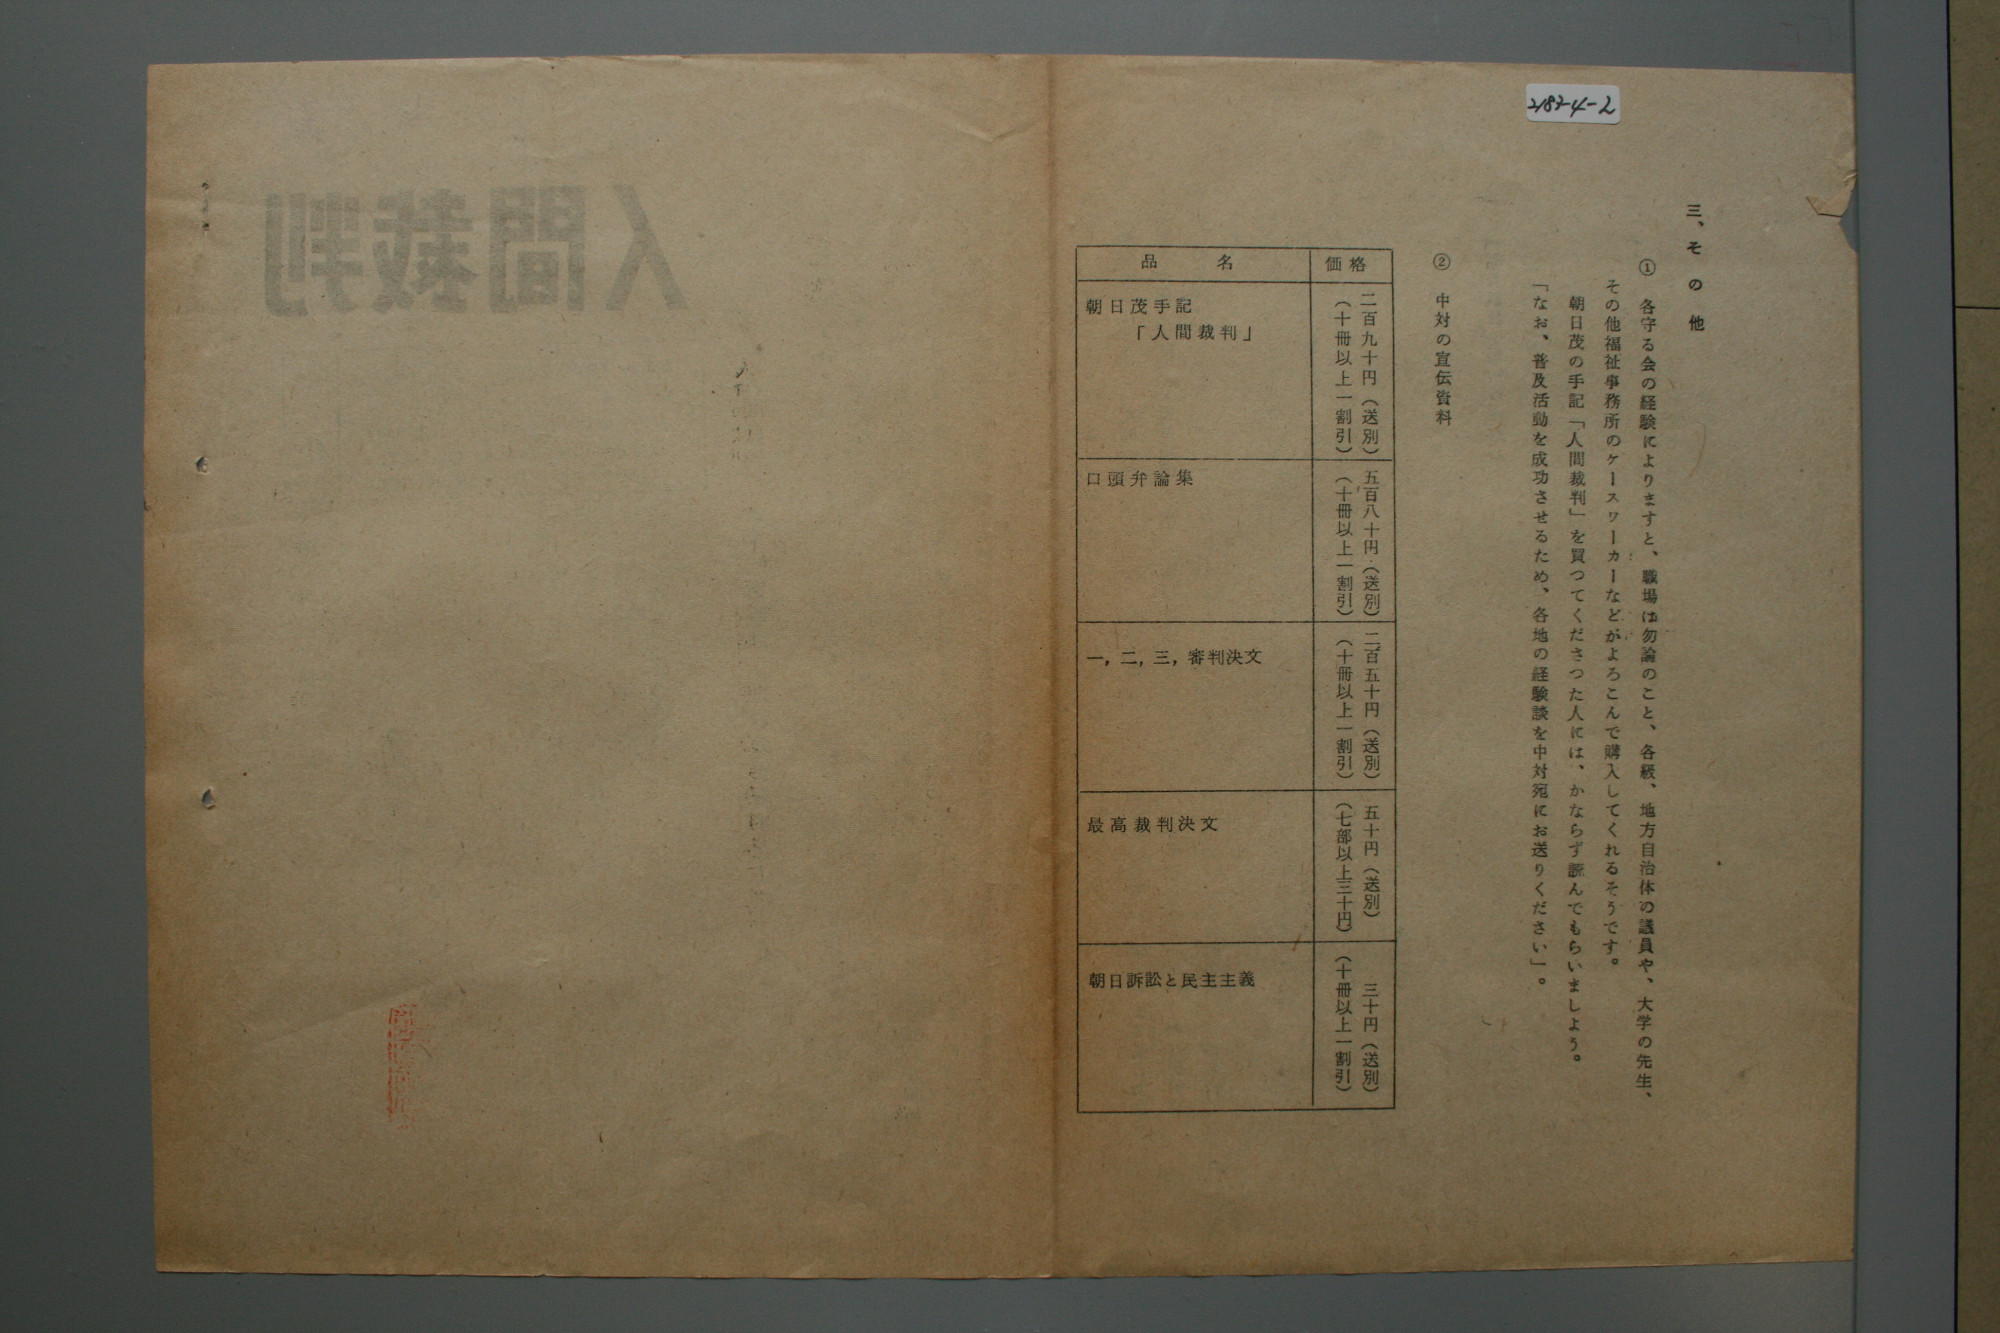 2182-4-2
三、その他
① 各守る会の経験によりますと、職場は勿論のこと、各級、地方自治体の議員や、大学の先生、
その他福祉事務所のケースワーカーなどがよろこんで購入してくれるそうです。
朝日茂の手記「人間裁判」を買つてくださつた人には、かならず読んでもらいましよう。
「なお、普及活動を成功させるため、各地の経験談を中対宛にお送りください」。
② 中対の宣伝資料
品名 価格
朝日茂手記
「人間裁判」
二百九十円(送別)
(十冊以上一割引)
口頭弁論集
五百八十円(送別)
(十冊以上一割引)
一,二,三,審判決文
二百五十円(送別)
(十冊以上一割引)
最高裁判決文
五十円(送別)
(七部以上三十円)
朝日訴訟と民主主義
三十円(送別)
(十冊以上一割引)
人間裁判